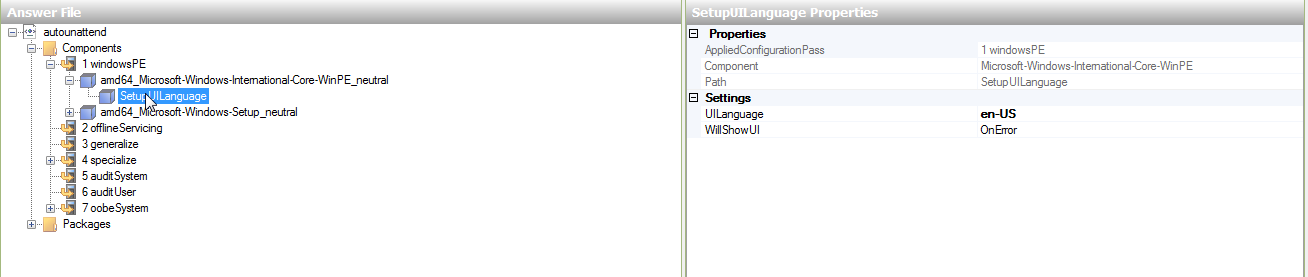 Answer File
autounattend
Components
1 windowsPE
amd64_Microsoft-Windows-International-Core-WinPE_neutral
SetupUILanguage
amd64_Microsoft-Windows-Setup_neutral
2 offlineServicing
3 generalize
4 specialize
5 auditSystem
6 auditUser
7 oobeSystem
Packages
SetupUILanguage Properties
Properties
AppliedConfigurationPass 1 windowsPE
Component Microsoft-Windows-International-Core-WinPE
Path SetupUILanguage
Settings
UILanguage en-US
WillShowUI OnError